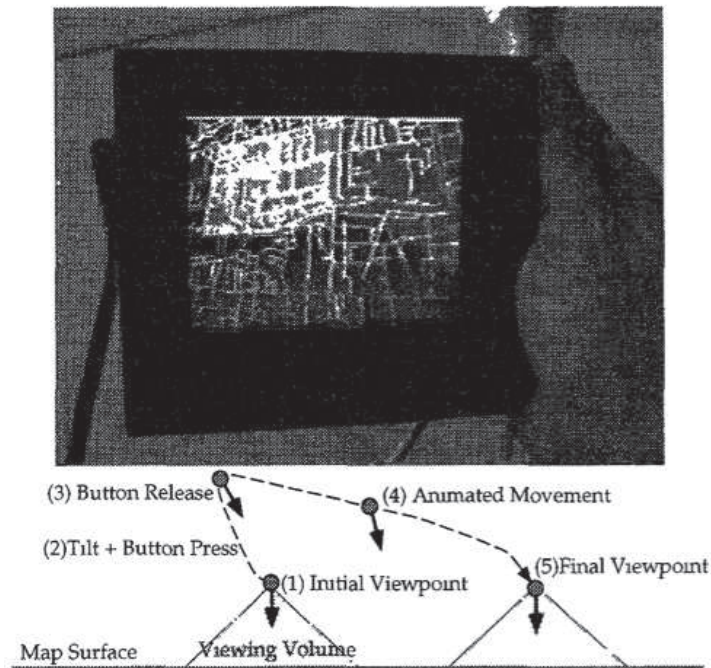 (3) Button Release
(4) Animated Movement
(2)Tilt + Button Press
(1) Initial Viewpoint
(5)Final Viewpoint
Map Surface
Viewing Volume